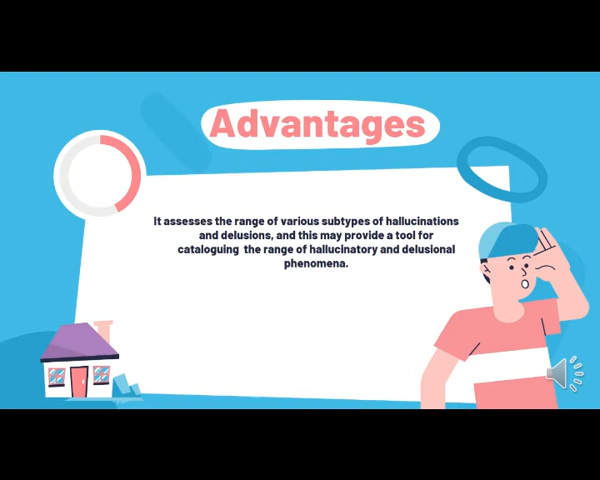 Advantages
It assesses the range of various subtypes of hallucinations
and delusions, and this may provide a tool for
cataloguing the range of hallucinatory and delusional
phenomena.